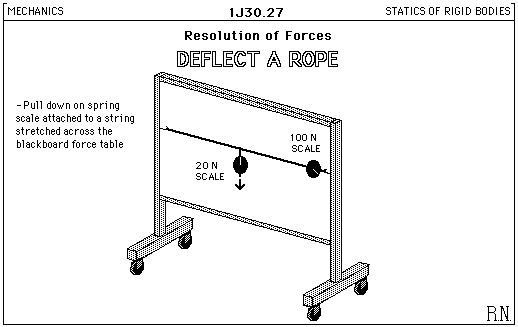 MECHANICS 1J30.27 STATICS OF RIGID BODIES
Resolution of Forces
DEFLECT A ROPE
- Pull down on spring
scale attached to a string
stretched across the
blackboard force table
100 N
SCALE
20 N
SCALE
R.N.